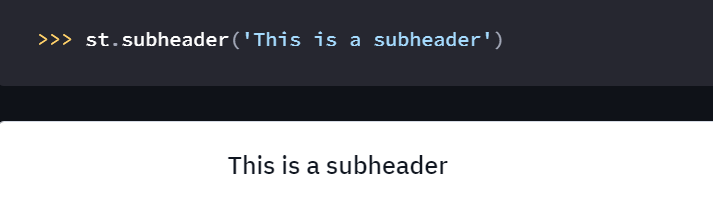 >>> st.subheader('This is a subheader')
This is a subheader